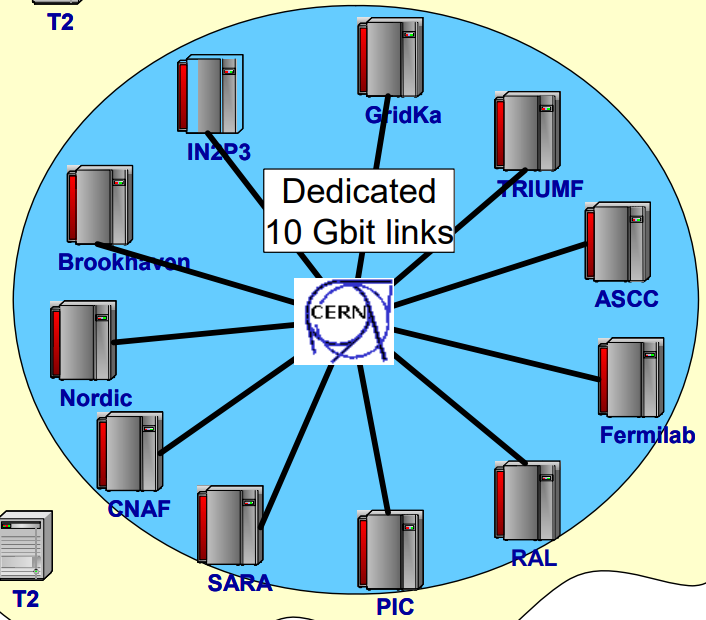 T2
GridKa
IN2P3
TRIUMF
Dedicated
10 Gbit links
Brookhaven
ASCC
CERN
Nordic
Fermilab
CNAF
RAL
SARA
PIC
T2